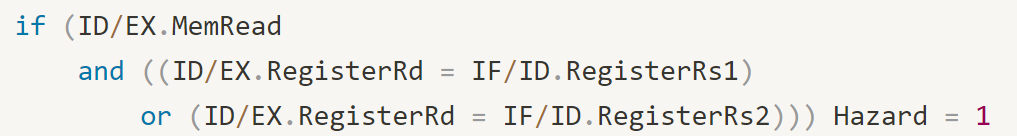 if (ID/EX.MemRead
and ((ID/EX.RegisterRd = IF/ID.RegisterRs1)
or (ID/EX.RegisterRd = IF/ID.RegisterRs2))) Hazard = 1